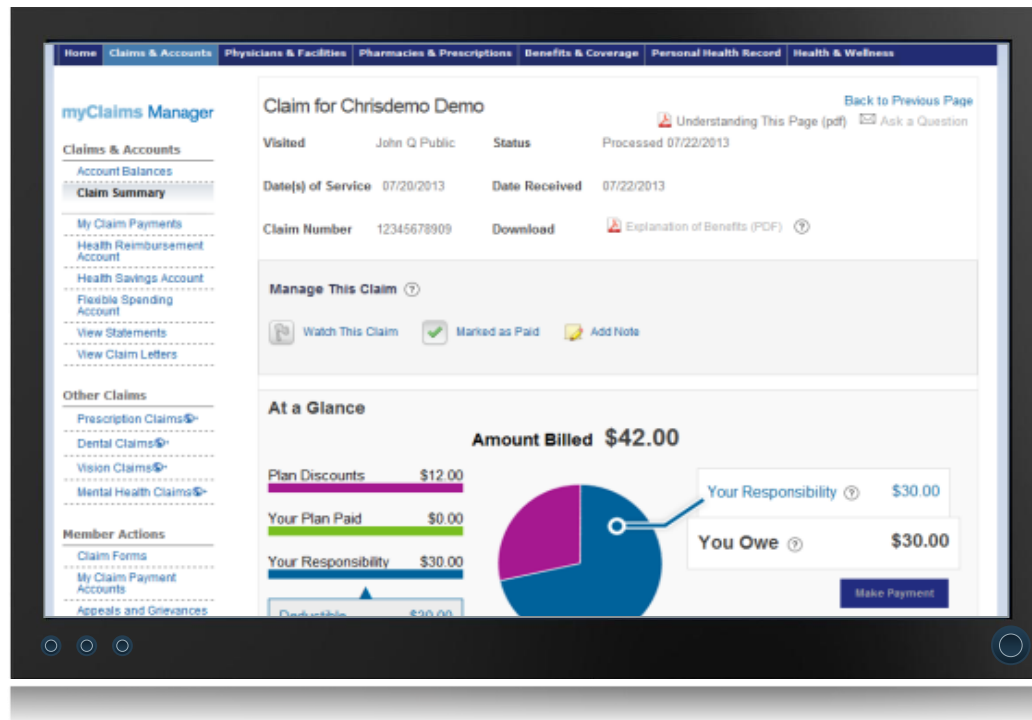 Home Claims & Accounts Physicians & Facilities Pharmacies & Prescriptions Benefits & Coverage Personal Health Record Health & Wellness
myClaims Manager
Claims & Accounts
Account Balances
Claim Summary
My Claim Payments
Health Reimbursement
Account
Health Savings Account
Flexible Spending
Account
View Statements
View Claim Letters
Other Claims
Prescription Claims
Dental Claims
Vision Claims
Mental Health Claims
Member Actions
Claim Forms
My Claim Payment
Accounts
Appeals and Grievances
Claim for Chrisdemo Demo
Back to Previous Page
Understanding This Page (pdf) Ask a Question
Visited John Q Public Status Processed 07/22/2013
Date(s) of Service 07/20/2013 Date Received 07/22/2013
Claim Number 12345678909 Download Explanation of Benefits (PDF) ?
Manage This Claim ?
Watch This Claim Marked as Paid Add Note
At a Glance
Amount Billed $42.00
Plan Discounts $12.00
Your Plan Paid $0.00
Your Responsibility $30.00
Deductible $30.00
Your Responsibility ? $30.00
You Owe ? $30.00
Make Payment